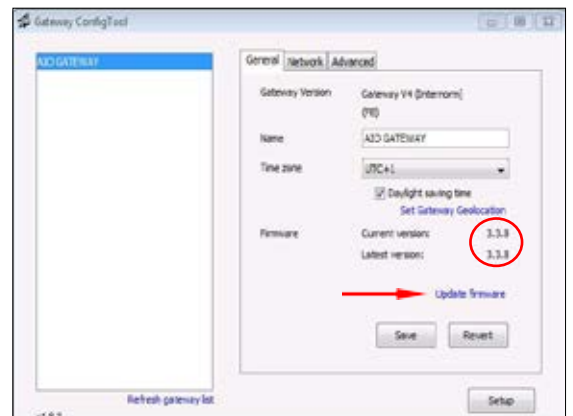 Gateway ConfigTool
AIO GATEWAY
General Network Advanced
Gateway Version Gateway V4 (Internorm)
Name AIO GATEWAY
Time zone UTC+1
Daylight saving time
Set Gateway Geolocation
Firmware Current version: 3.3.8
Latest version: 3.3.8
Update firmware
Save Revert
Refresh gateway list Setup